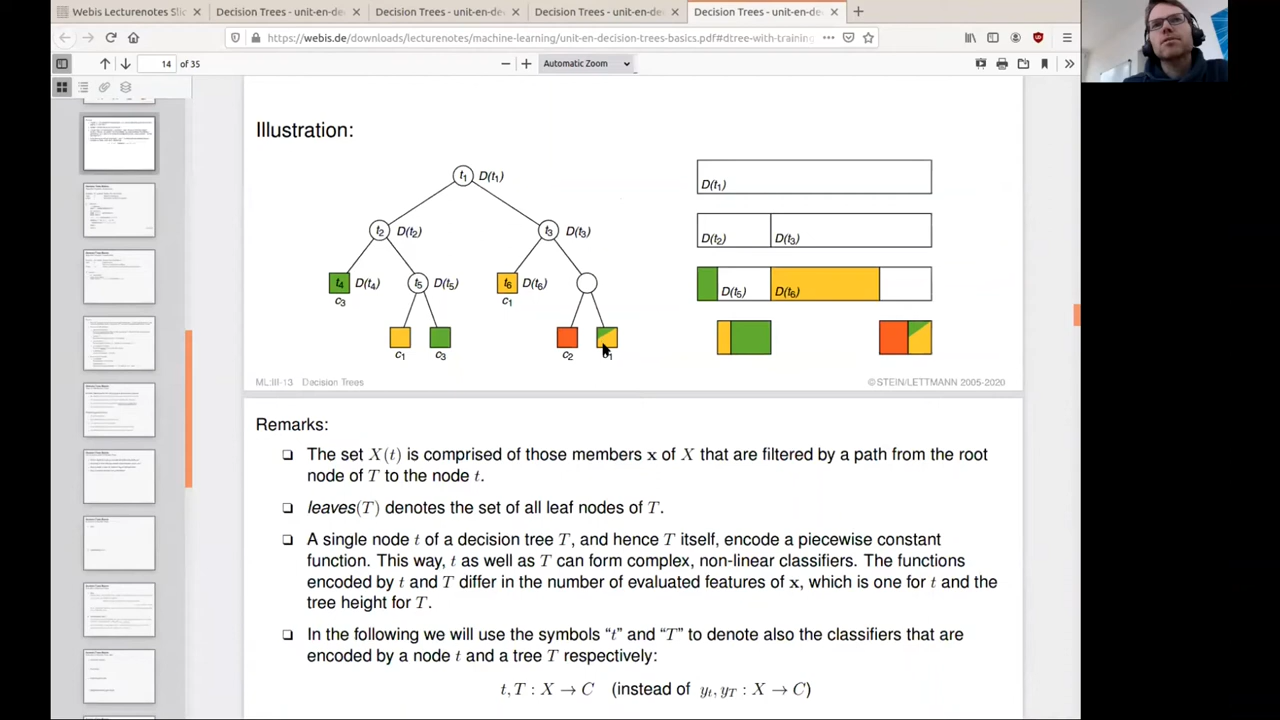 Webis Lecturenotes Slic
Decision Trees - unit-en-de
Decision Trees - unit-en-de
Decision Trees - unit-en-de
Decision Trees - unit-en-de
https://webis.de/downloads/lecturenotes/machine-learning/unit-en-decision-trees-basics.pdf#dtree-with-training
14 of 35
Automatic Zoom
Illustration:
t1 D(t1)
D(t1)
t2 D(t2) t3 D(t3)
D(t2) D(t3)
t4 D(t4) t5 D(t5) t6 D(t6)
D(t5) D(t6)
c3 c1
c1 c3 c2
ML:III-13 Decision Trees
©STEIN/LETTMANN 2005-2020
Remarks:
❑ The set D(t) is comprised of those members x of X that are filtered by a path from the root
node of T to the node t.
❑ leaves(T) denotes the set of all leaf nodes of T.
❑ A single node t of a decision tree T, and hence T itself, encode a piecewise constant
function. This way, t as well as T can form complex, non-linear classifiers. The functions
encoded by t and T differ in the number of evaluated features of x, which is one for t and the
tree height for T.
❑ In the following we will use the symbols “t” and “T” to denote also the classifiers that are
encoded by a node t and a tree T respectively:
t, T : X → C (instead of yt, yT : X → C)